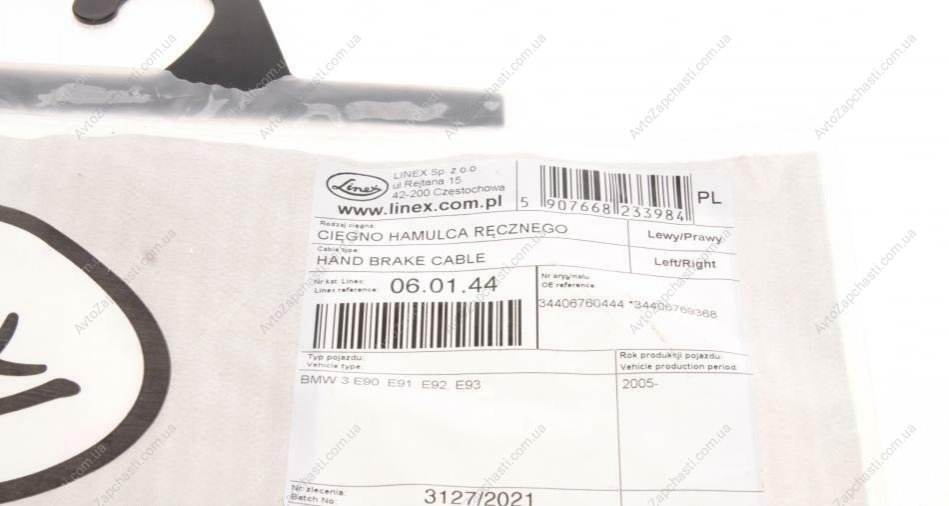 Linex
LINEX Sp. z o.o.
ul Rejtana 15
42-200 Czestochowa
www.linex.com.pl
5 907668 233984
PL
Rodzaj cięgna:
CIĘGNO HAMULCA RĘCZNEGO
Lewy/Prawy
Cable type:
HAND BRAKE CABLE
Left/Right
Nr kat. Linex:
Linex reference:
06.01.44
Nr oryginału:
OE reference:
34406760444 *34406769368
Typ pojazdu:
Vehicle type:
BMW 3 E90 E91 E92 E93
Rok produkcji pojazdu:
Vehicle production period:
2005-
Nr zlecenia:
Batch No:
3127/2021
AvtoZapchasti.com.ua